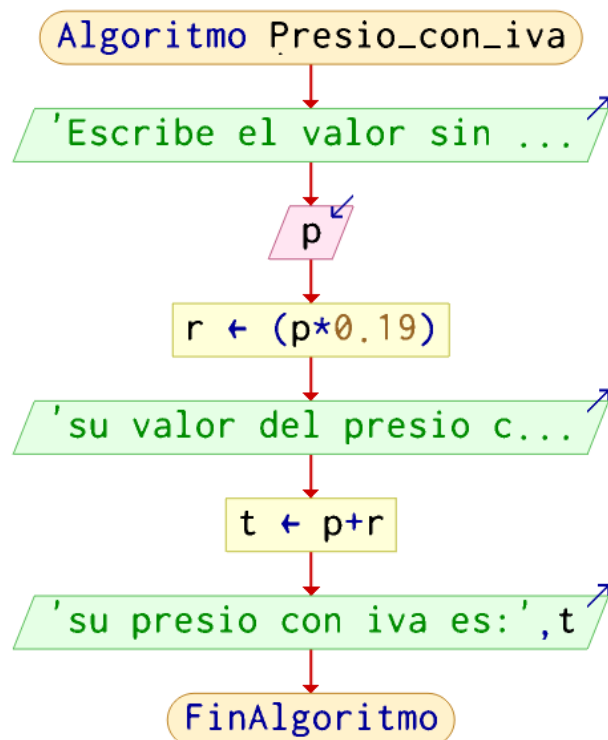 Algoritmo Presio_con_iva
'Escribe el valor sin ...
p
r ← (p*0.19)
'su valor del presio c...
t ← p+r
'su presio con iva es:',t
FinAlgoritmo